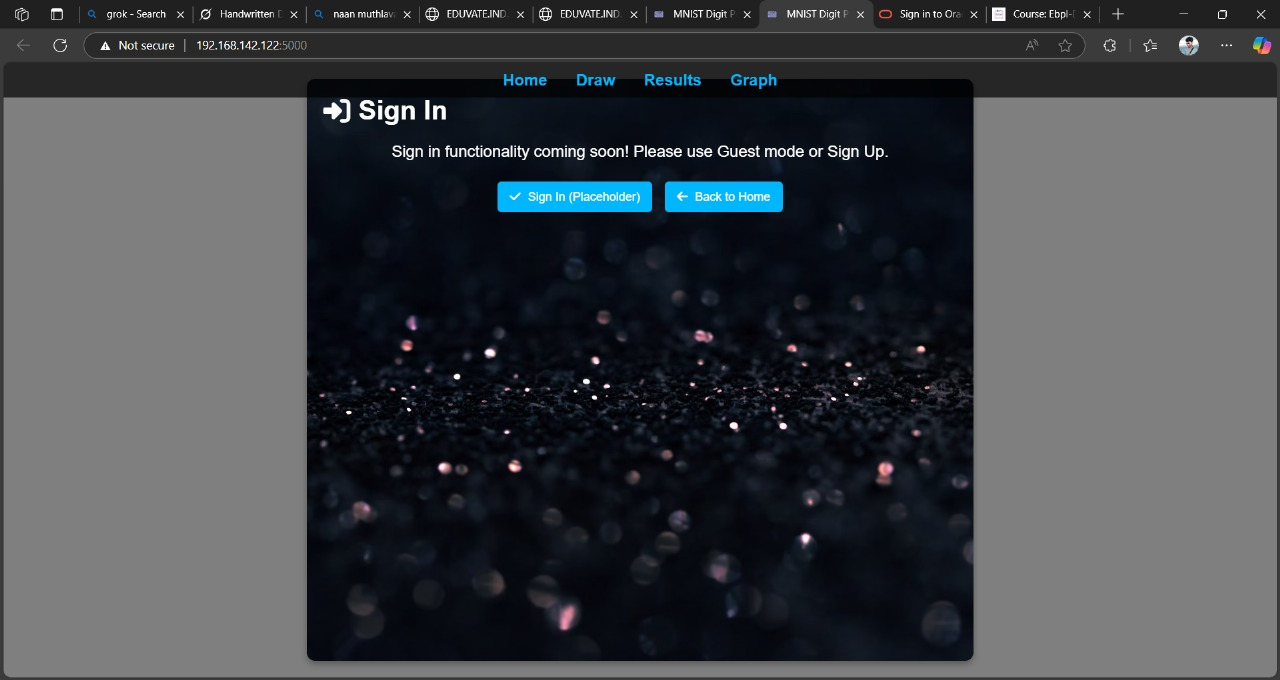 grok - Search
Handwritten D
naan muthlav
EDUVATE.IND
EDUVATE.IND
MNIST Digit P
MNIST Digit P
Sign in to Ora
Course: Ebpl-
Not secure
192.168.142.122:5000
Home Draw Results Graph
Sign In
Sign in functionality coming soon! Please use Guest mode or Sign Up.
Sign In (Placeholder)
Back to Home